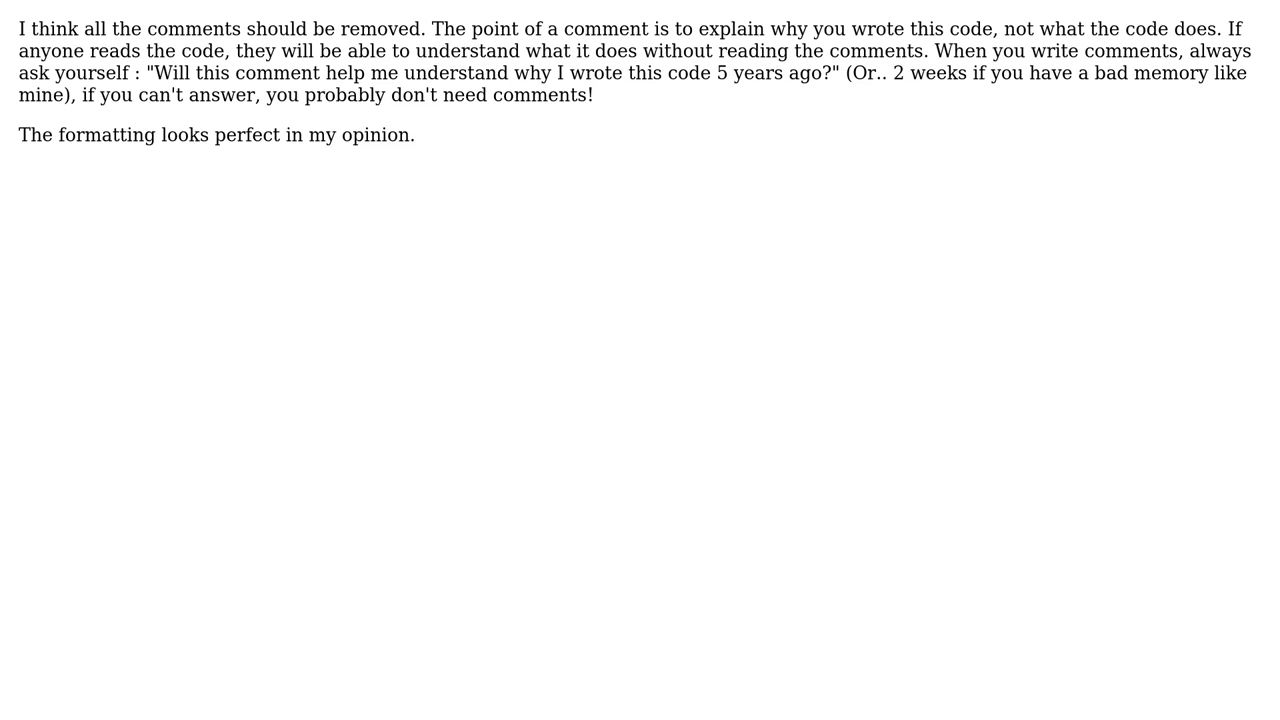 I think all the comments should be removed. The point of a comment is to explain why you wrote this code, not what the code does. If
anyone reads the code, they will be able to understand what it does without reading the comments. When you write comments, always
ask yourself : "Will this comment help me understand why I wrote this code 5 years ago?" (Or.. 2 weeks if you have a bad memory like
mine), if you can't answer, you probably don't need comments!
The formatting looks perfect in my opinion.